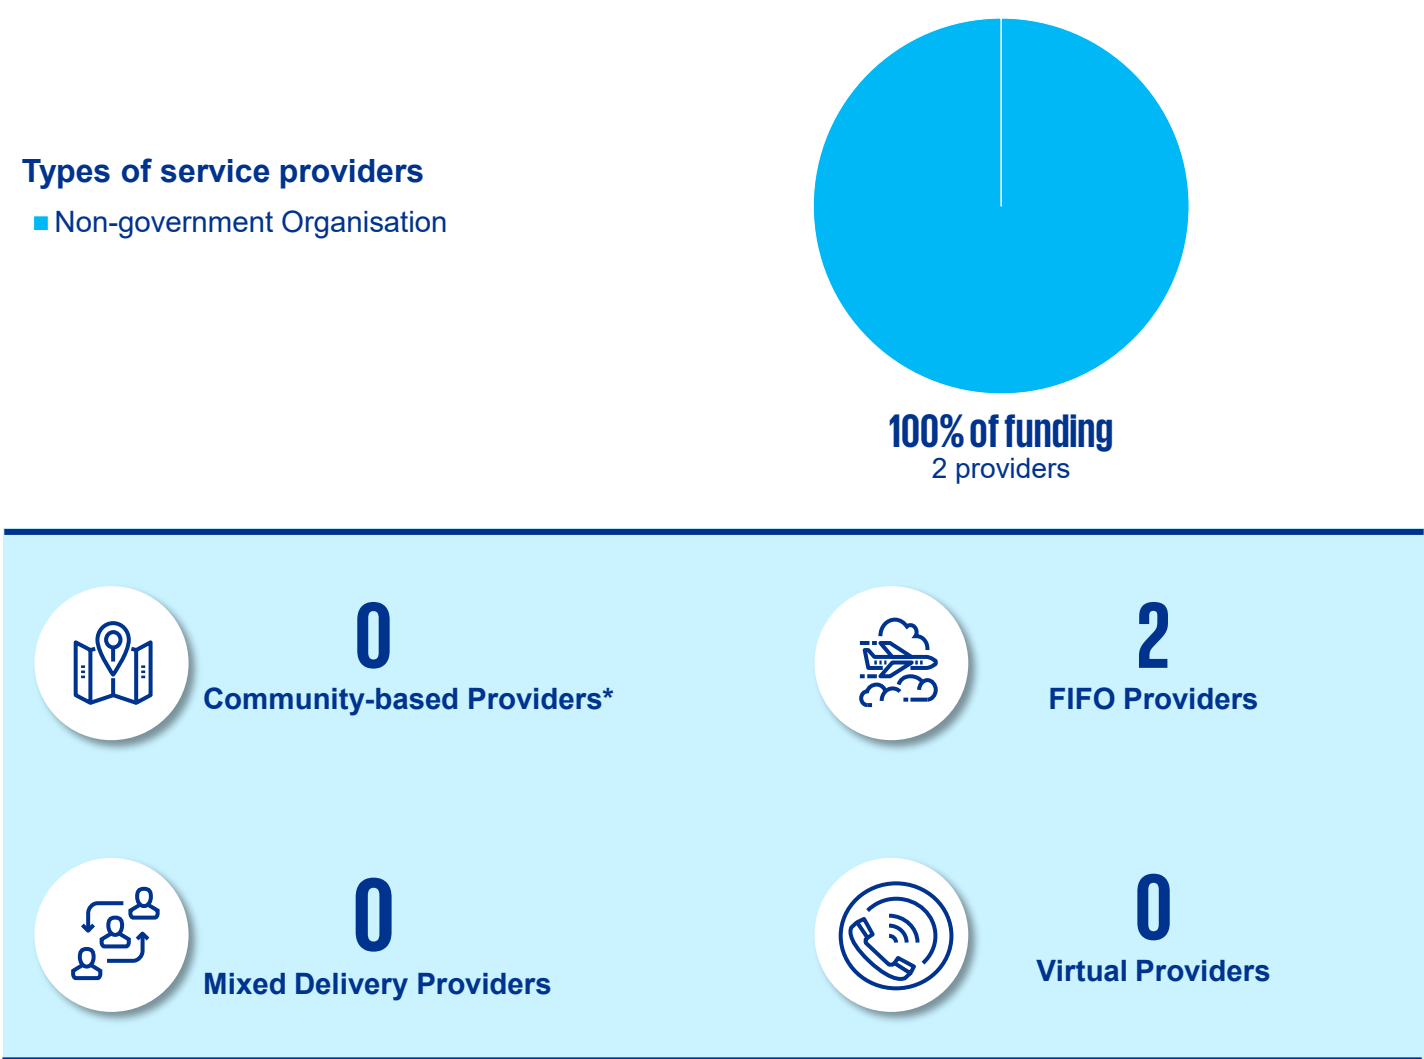 Types of service providers
Non-government Organisation
100% of funding
2 providers
0
Community-based Providers*
2
FIFO Providers
0
Mixed Delivery Providers
0
Virtual Providers